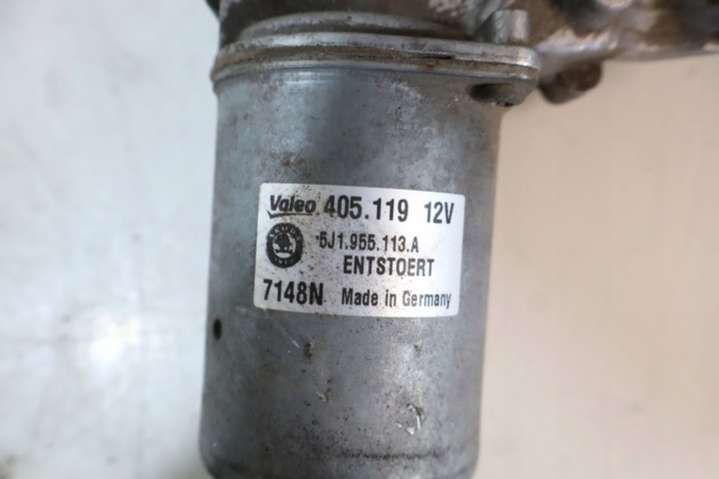 Valeo 405.119 12V
5J1.955.113.A
ENTSTOERT
7148N Made in Germany